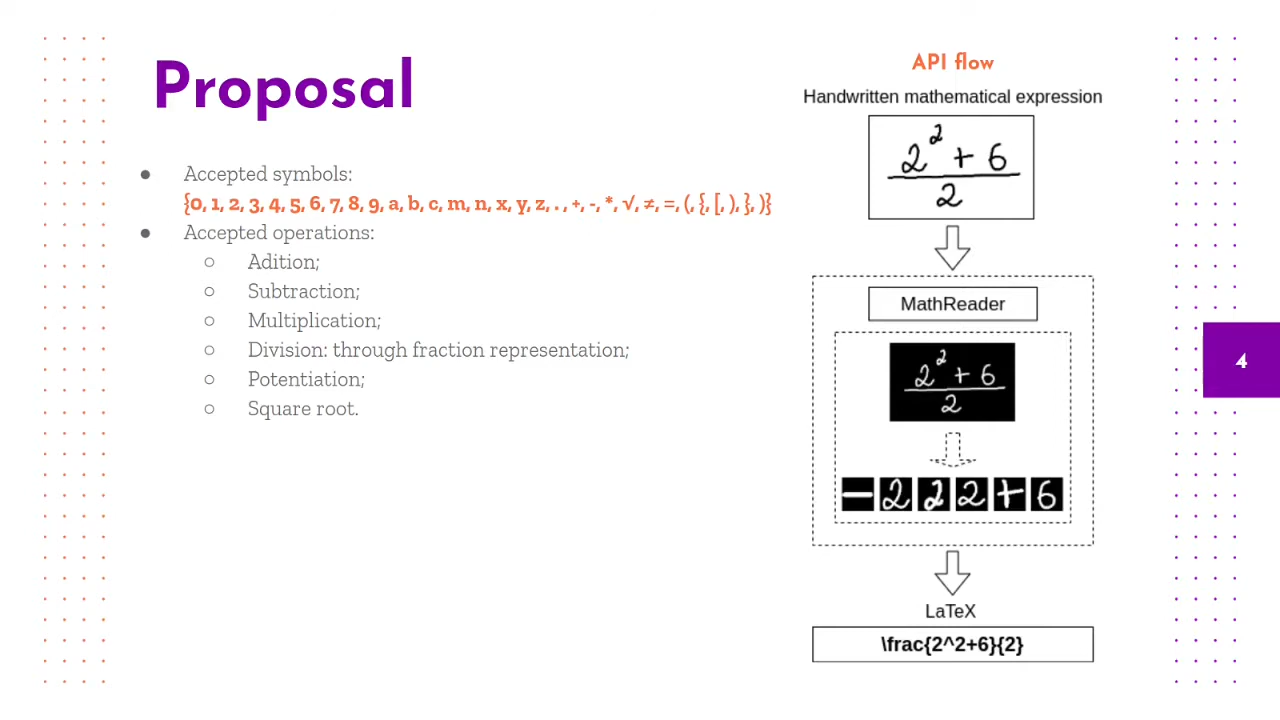 Proposal
● Accepted symbols:
{0, 1, 2, 3, 4, 5, 6, 7, 8, 9, a, b, c, m, n, x, y, z, . , +, -, *, √, ≠, =, (, {, [, ), }, )}
● Accepted operations:
○ Adition;
○ Subtraction;
○ Multiplication;
○ Division: through fraction representation;
○ Potentiation;
○ Square root.
API flow
Handwritten mathematical expression
2^2 + 6
2
MathReader
2^2 + 6
2
− 2 2 2 + 6
LaTeX
\frac{2^2+6}{2}
4